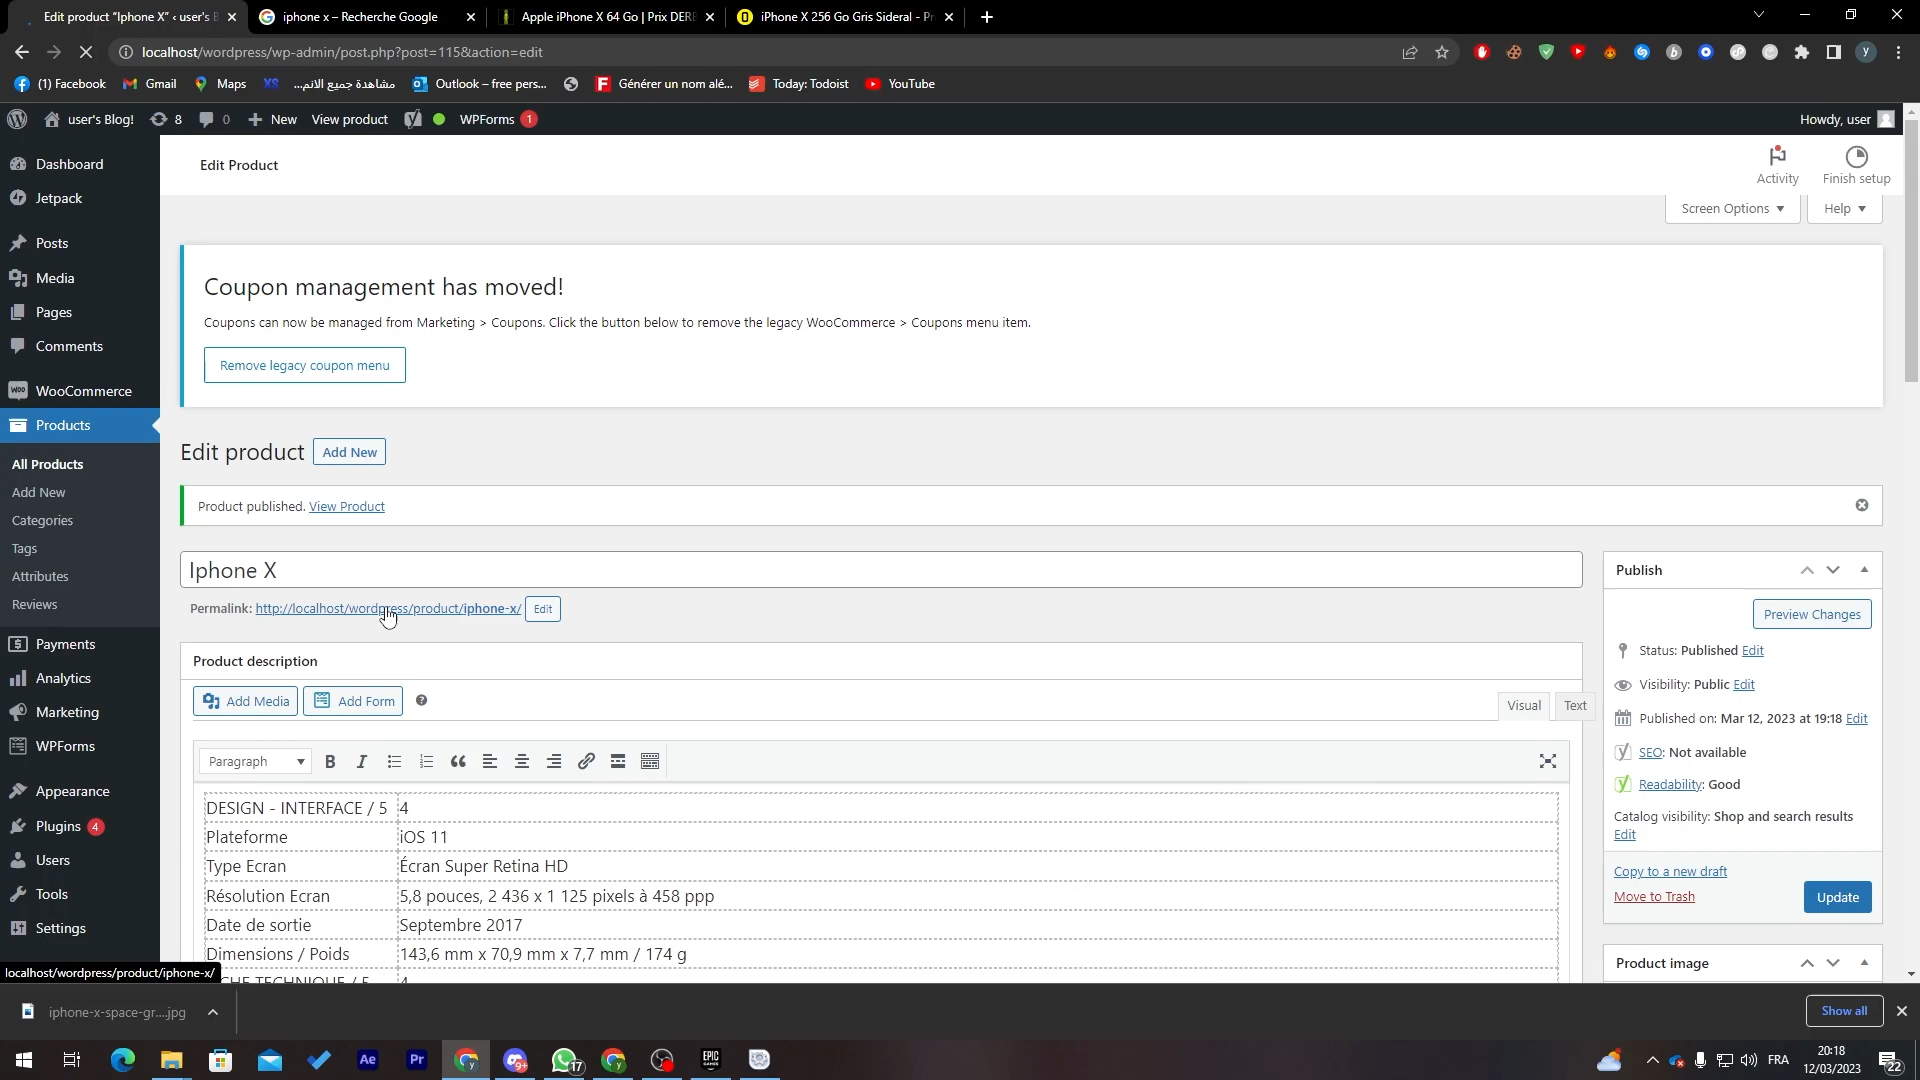 Edit product “Iphone X” ‹ user's B
iphone x – Recherche Google
Apple iPhone X 64 Go | Prix DERB
iPhone X 256 Go Gris Sideral - Pr
localhost/wordpress/wp-admin/post.php?post=115&action=edit
(1) Facebook
Gmail
Maps
XS
مشاهدة جميع الانم...
Outlook – free pers...
Générer un nom alé...
Today: Todoist
YouTube
user's Blog!
8
0
New
View product
WPForms
1
Howdy, user
Dashboard
Jetpack
Posts
Media
Pages
Comments
WooCommerce
Products
All Products
Add New
Categories
Tags
Attributes
Reviews
Payments
Analytics
Marketing
WPForms
Appearance
Plugins 4
Users
Tools
Settings
Edit Product
Activity
Finish setup
Screen Options
Help
Coupon management has moved!
Coupons can now be managed from Marketing > Coupons. Click the button below to remove the legacy WooCommerce > Coupons menu item.
Remove legacy coupon menu
Edit product
Add New
Product published. View Product
Iphone X
Permalink: http://localhost/wordpress/product/iphone-x/
Edit
Product description
Add Media
Add Form
Visual
Text
Paragraph
DESIGN - INTERFACE / 5 4
Plateforme iOS 11
Type Ecran Écran Super Retina HD
Résolution Ecran 5,8 pouces, 2 436 x 1 125 pixels à 458 ppp
Date de sortie Septembre 2017
Dimensions / Poids 143,6 mm x 70,9 mm x 7,7 mm / 174 g
Publish
Preview Changes
Status: Published Edit
Visibility: Public Edit
Published on: Mar 12, 2023 at 19:18 Edit
SEO: Not available
Readability: Good
Catalog visibility: Shop and search results
Edit
Copy to a new draft
Move to Trash
Update
Product image
localhost/wordpress/product/iphone-x/
iphone-x-space-gr....jpg
Show all
Ae
Pr
9+
17
EPIC
FRA
20:18
12/03/2023
22